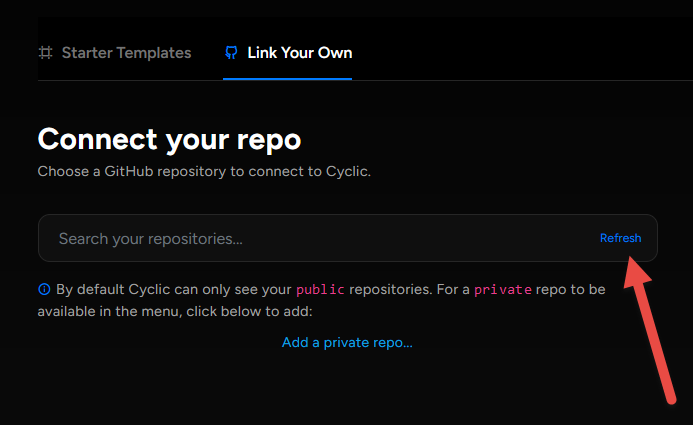 Starter Templates
Link Your Own
Connect your repo
Choose a GitHub repository to connect to Cyclic.
Search your repositories...
Refresh
By default Cyclic can only see your public repositories. For a private repo to be
available in the menu, click below to add:
Add a private repo...